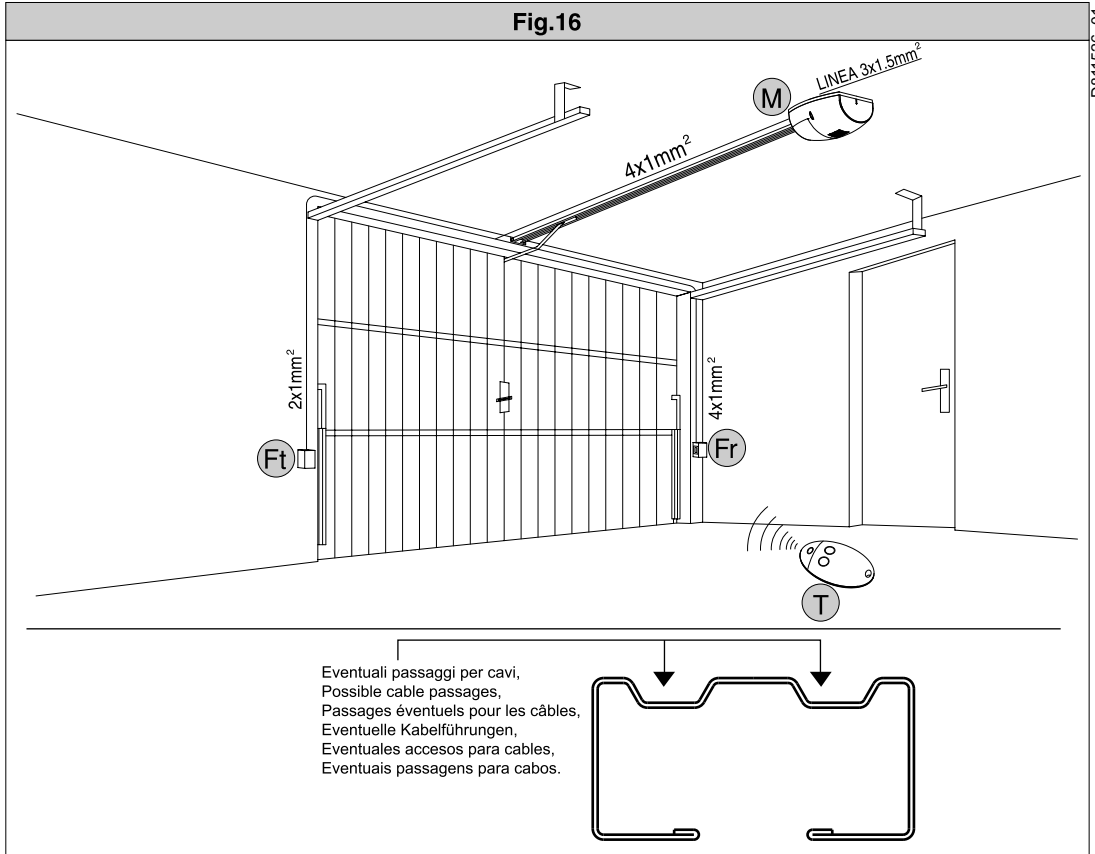 Fig.16
LINEA 3x1.5mm²
M
4x1mm²
2x1mm²
4x1mm²
Ft
Fr
T
Eventuali passaggi per cavi,
Possible cable passages,
Passages éventuels pour les câbles,
Eventuelle Kabelführungen,
Eventuales accesos para cables,
Eventuais passagens para cabos.